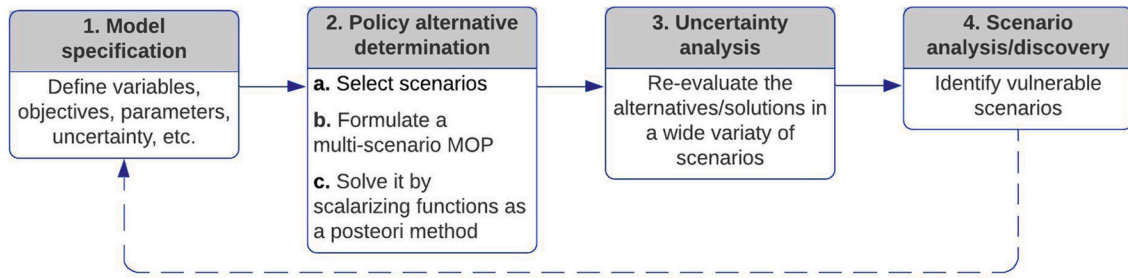 1. Model
specification
Define variables,
objectives, parameters,
uncertainty, etc.
2. Policy alternative
determination
a. Select scenarios
b. Formulate a
multi-scenario MOP
c. Solve it by
scalarizing functions as
a posteori method
3. Uncertainty
analysis
Re-evaluate the
alternatives/solutions in
a wide variaty of
scenarios
4. Scenario
analysis/discovery
Identify vulnerable
scenarios